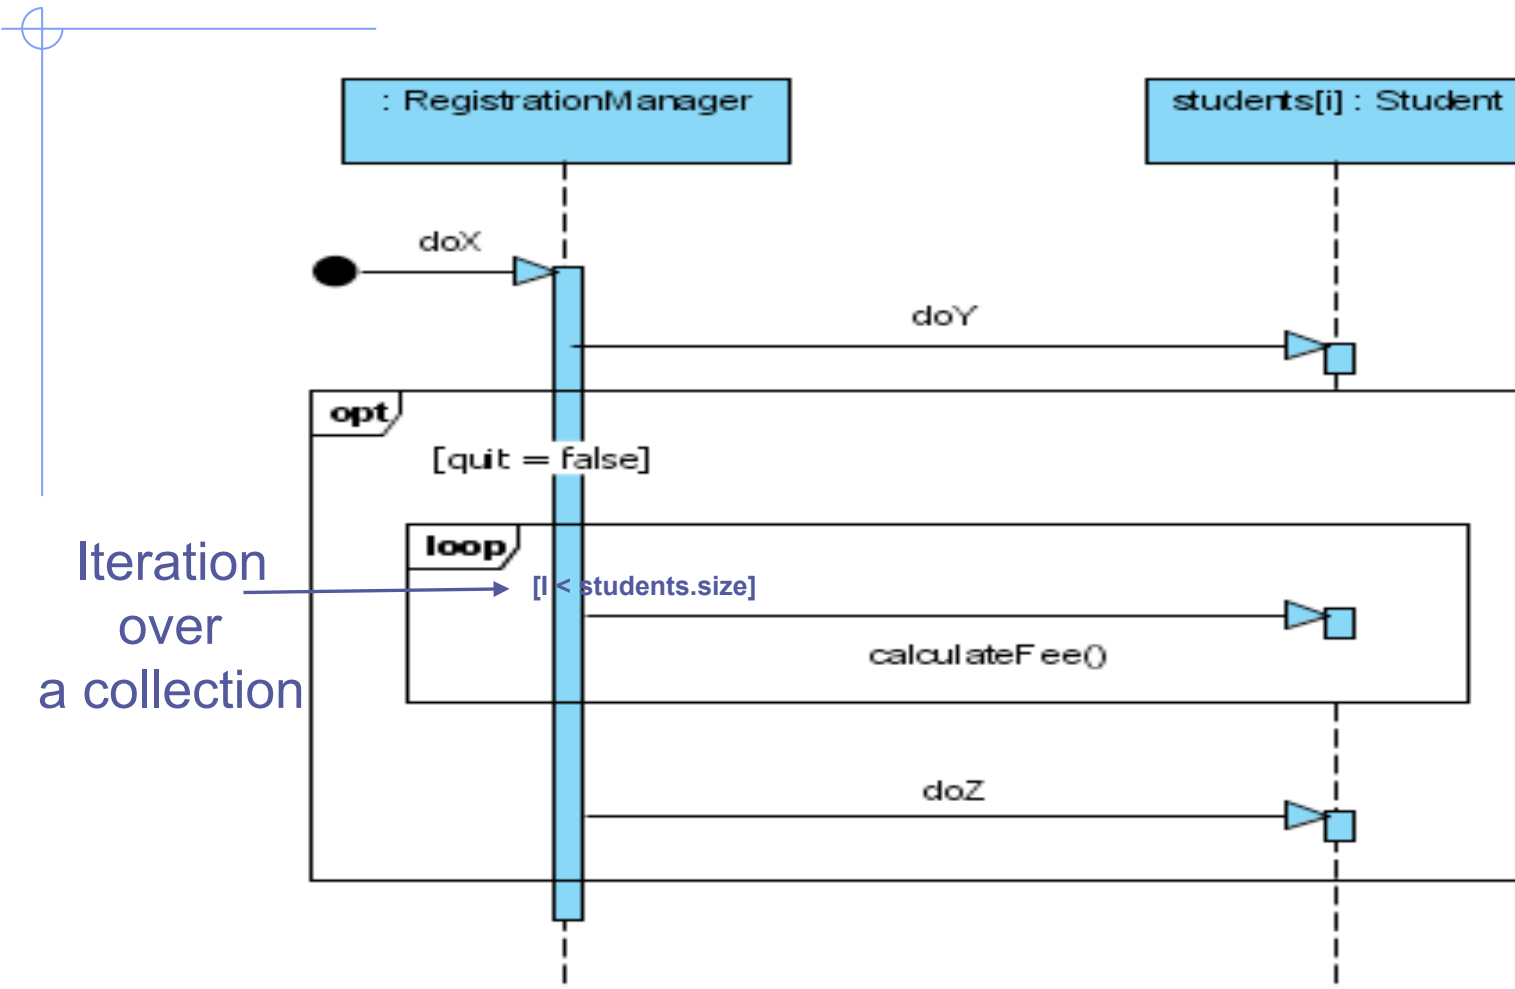 : RegistrationManager
students[i] : Student
doX
doY
opt
[quit = false]
loop
[I < students.size]
Iteration
over
a collection
calculateFee()
doZ